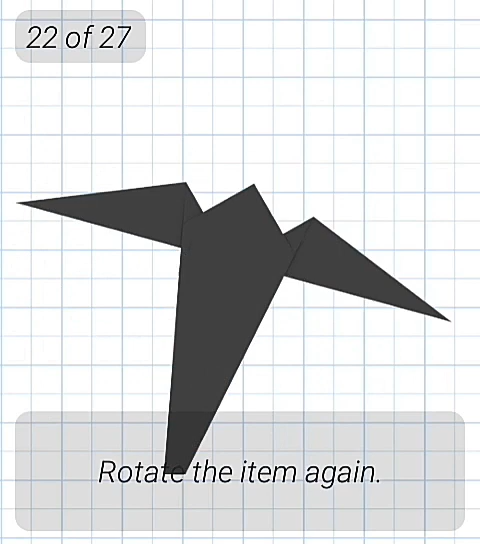 22 of 27
Rotate the item again.